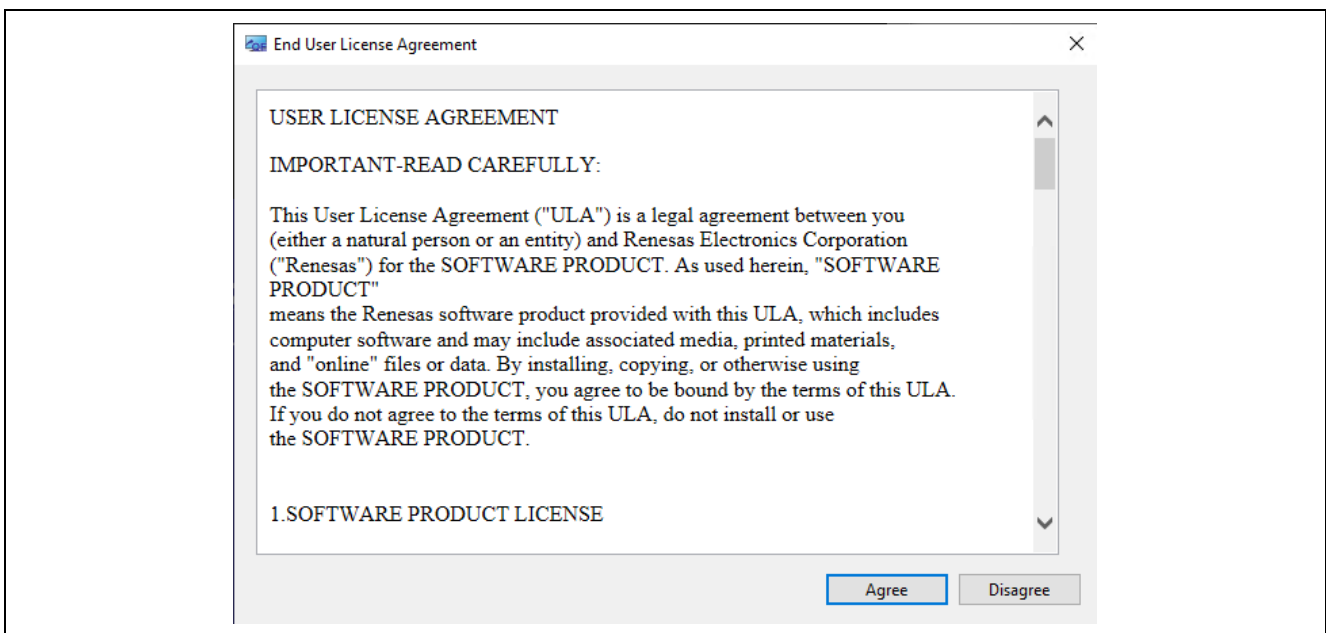 End User License Agreement
USER LICENSE AGREEMENT
IMPORTANT-READ CAREFULLY:
This User License Agreement ("ULA") is a legal agreement between you
(either a natural person or an entity) and Renesas Electronics Corporation
("Renesas") for the SOFTWARE PRODUCT. As used herein, "SOFTWARE
PRODUCT"
means the Renesas software product provided with this ULA, which includes
computer software and may include associated media, printed materials,
and "online" files or data. By installing, copying, or otherwise using
the SOFTWARE PRODUCT, you agree to be bound by the terms of this ULA.
If you do not agree to the terms of this ULA, do not install or use
the SOFTWARE PRODUCT.
1.SOFTWARE PRODUCT LICENSE
Agree Disagree